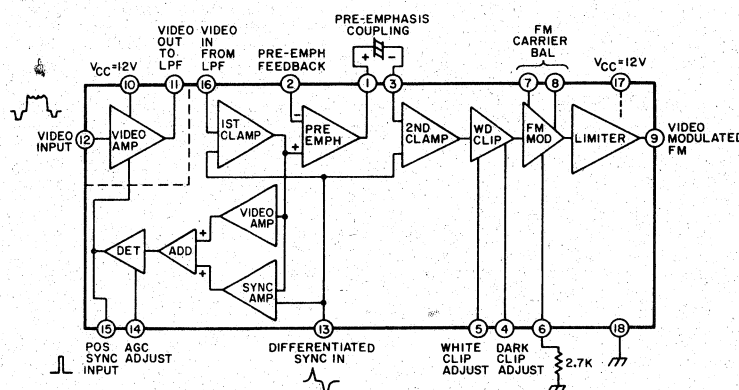 PRE-EMPHASIS
COUPLING
VIDEO
OUT
TO
LPF
VIDEO
IN
FROM
LPF
PRE-EMPH
FEEDBACK
FM
CARRIER
BAL
VCC=12V
VCC=12V
+
-
10
11
16
2
1
3
7
8
17
VIDEO
INPUT
12
VIDEO
AMP
1ST
CLAMP
-
+
PRE
EMPH
2ND
CLAMP
WD
CLIP
FM
MOD
LIMITER
9
VIDEO
MODULATED
FM
DET
ADD
+
+
VIDEO
AMP
SYNC
AMP
15
14
13
5
4
6
18
POS
SYNC
INPUT
AGC
ADJUST
DIFFERENTIATED
SYNC IN
WHITE
CLIP
ADJUST
DARK
CLIP
ADJUST
2.7K